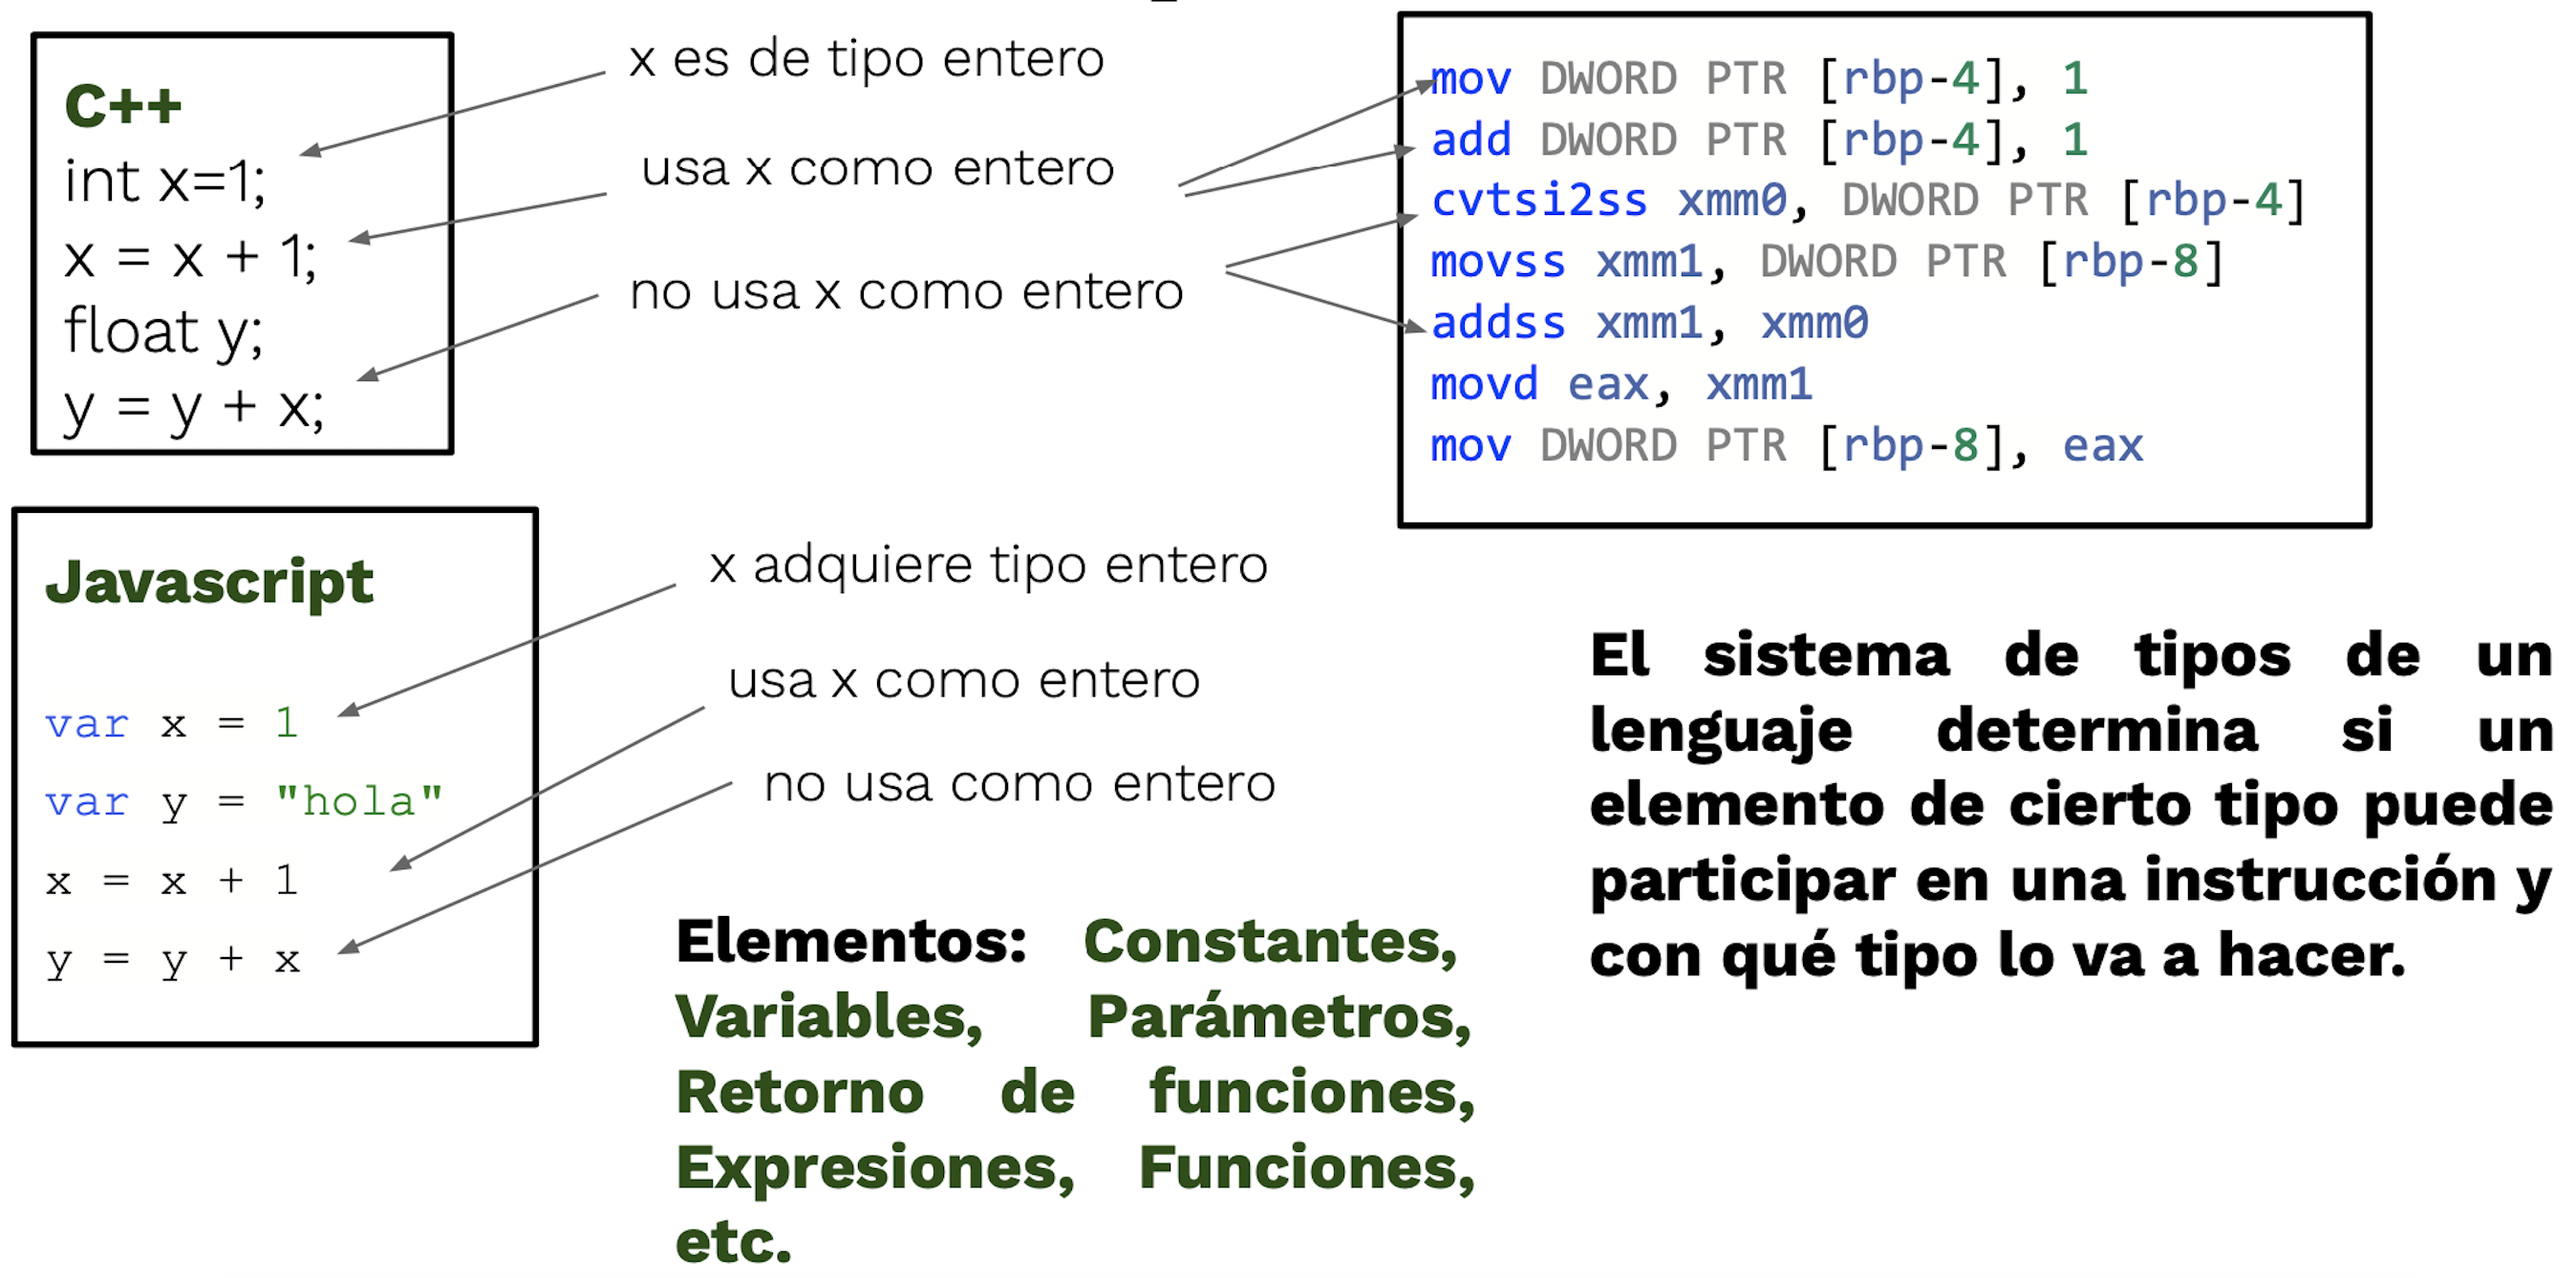 C++
int x=1;
x = x + 1;
float y;
y = y + x;
x es de tipo entero
usa x como entero
no usa x como entero
mov DWORD PTR [rbp-4], 1
add DWORD PTR [rbp-4], 1
cvtsi2ss xmm0, DWORD PTR [rbp-4]
movss xmm1, DWORD PTR [rbp-8]
addss xmm1, xmm0
movd eax, xmm1
mov DWORD PTR [rbp-8], eax
Javascript
var x = 1
var y = "hola"
x = x + 1
y = y + x
x adquiere tipo entero
usa x como entero
no usa como entero
Elementos: Constantes,
Variables, Parámetros,
Retorno de funciones,
Expresiones, Funciones,
etc.
El sistema de tipos de un
lenguaje determina si un
elemento de cierto tipo puede
participar en una instrucción y
con qué tipo lo va a hacer.